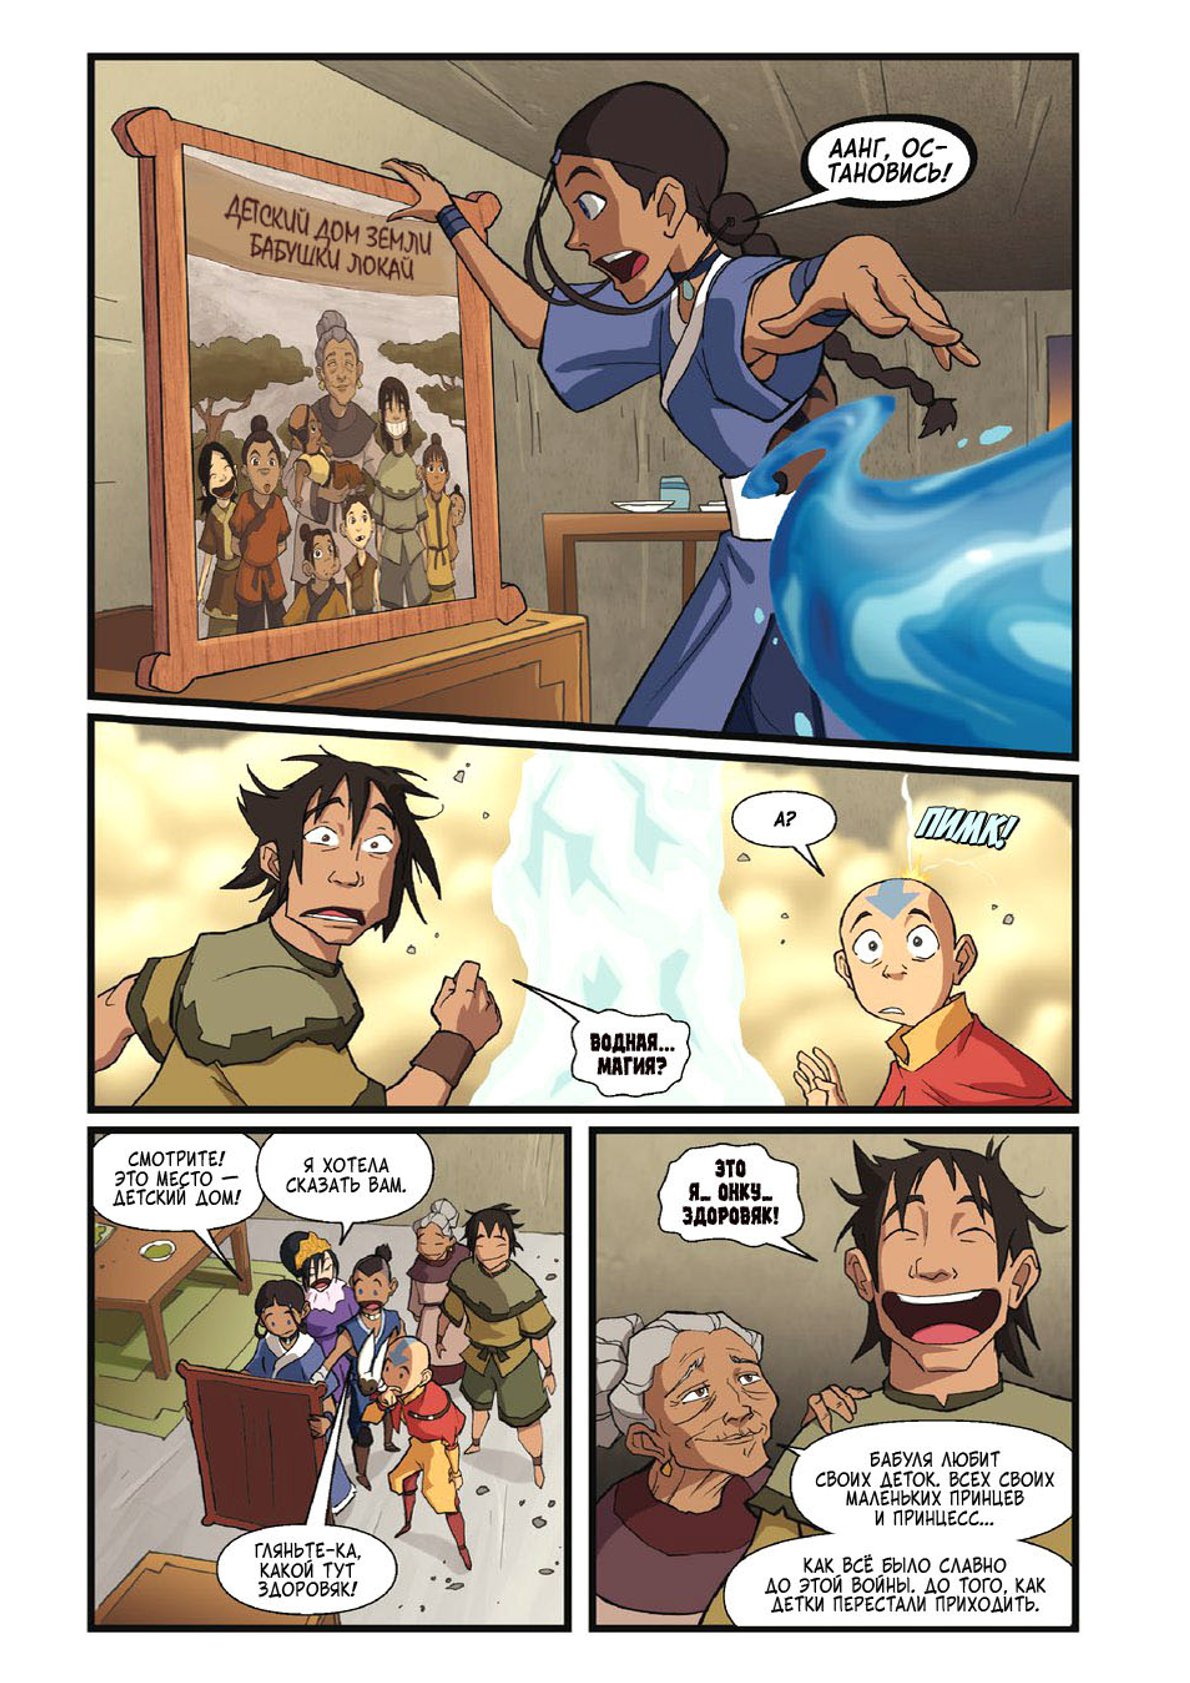 ДЕТСКИЙ ДОМ ЗЕМЛИ
БАБУШКИ ЛОКАЙ
ААНГ, ОС-
ТАНОВИСЬ!
А?
ПИМК!
ВОДНАЯ...
МАГИЯ?
СМОТРИТЕ!
ЭТО МЕСТО —
ДЕТСКИЙ ДОМ!
Я ХОТЕЛА
СКАЗАТЬ ВАМ.
ГЛЯНЬТЕ-КА,
КАКОЙ ТУТ
ЗДОРОВЯК!
ЭТО
Я... ОНКУ...
ЗДОРОВЯК!
БАБУЛЯ ЛЮБИТ
СВОИХ ДЕТОК. ВСЕХ СВОИХ
МАЛЕНЬКИХ ПРИНЦЕВ
И ПРИНЦЕСС...
КАК ВСЁ БЫЛО СЛАВНО
ДО ЭТОЙ ВОЙНЫ. ДО ТОГО, КАК
ДЕТКИ ПЕРЕСТАЛИ ПРИХОДИТЬ.